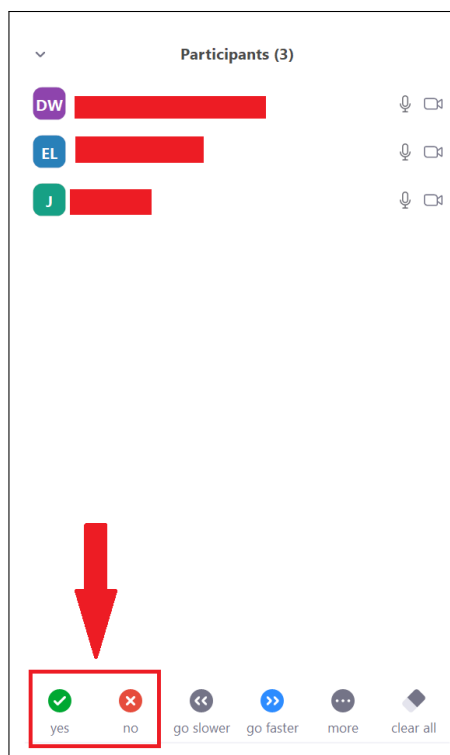 Participants (3)
DW
EL
J
yes no go slower go faster more clear all